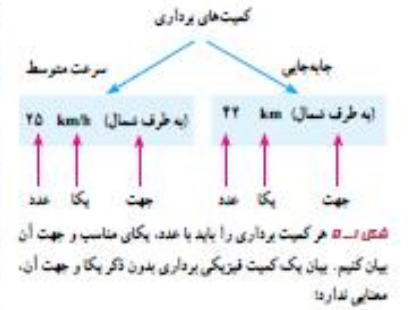 کمیت‌های برداری
جابه‌جایی
سرعت متوسط
۴۲ km (به طرف شمال)
۲۵ km/h (به طرف شمال)
جهت یکا عدد
جهت یکا عدد
شکل ۱ــ۵ هر کمیت برداری را باید با عدد، یکای مناسب و جهت آن
بیان کنیم. بیان یک کمیت فیزیکی برداری بدون ذکر یکا و جهت آن،
معنایی ندارد؛